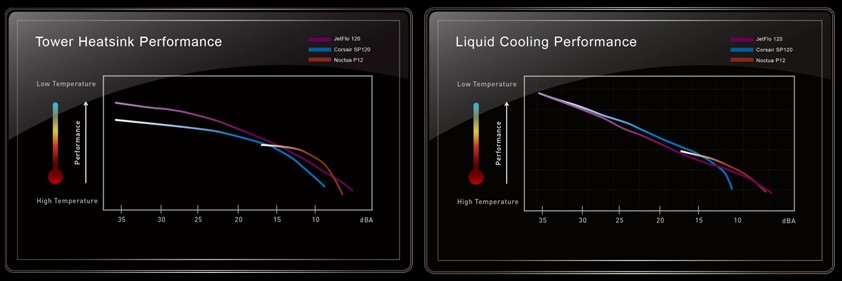 Tower Heatsink Performance
JetFlo 120
Corsair SP120
Noctua P12
Low Temperature
Performance
High Temperature
35 30 25 20 15 10 dBA
Liquid Cooling Performance
JetFlo 120
Corsair SP120
Noctua P12
Low Temperature
Performance
High Temperature
35 30 25 20 15 10 dBA